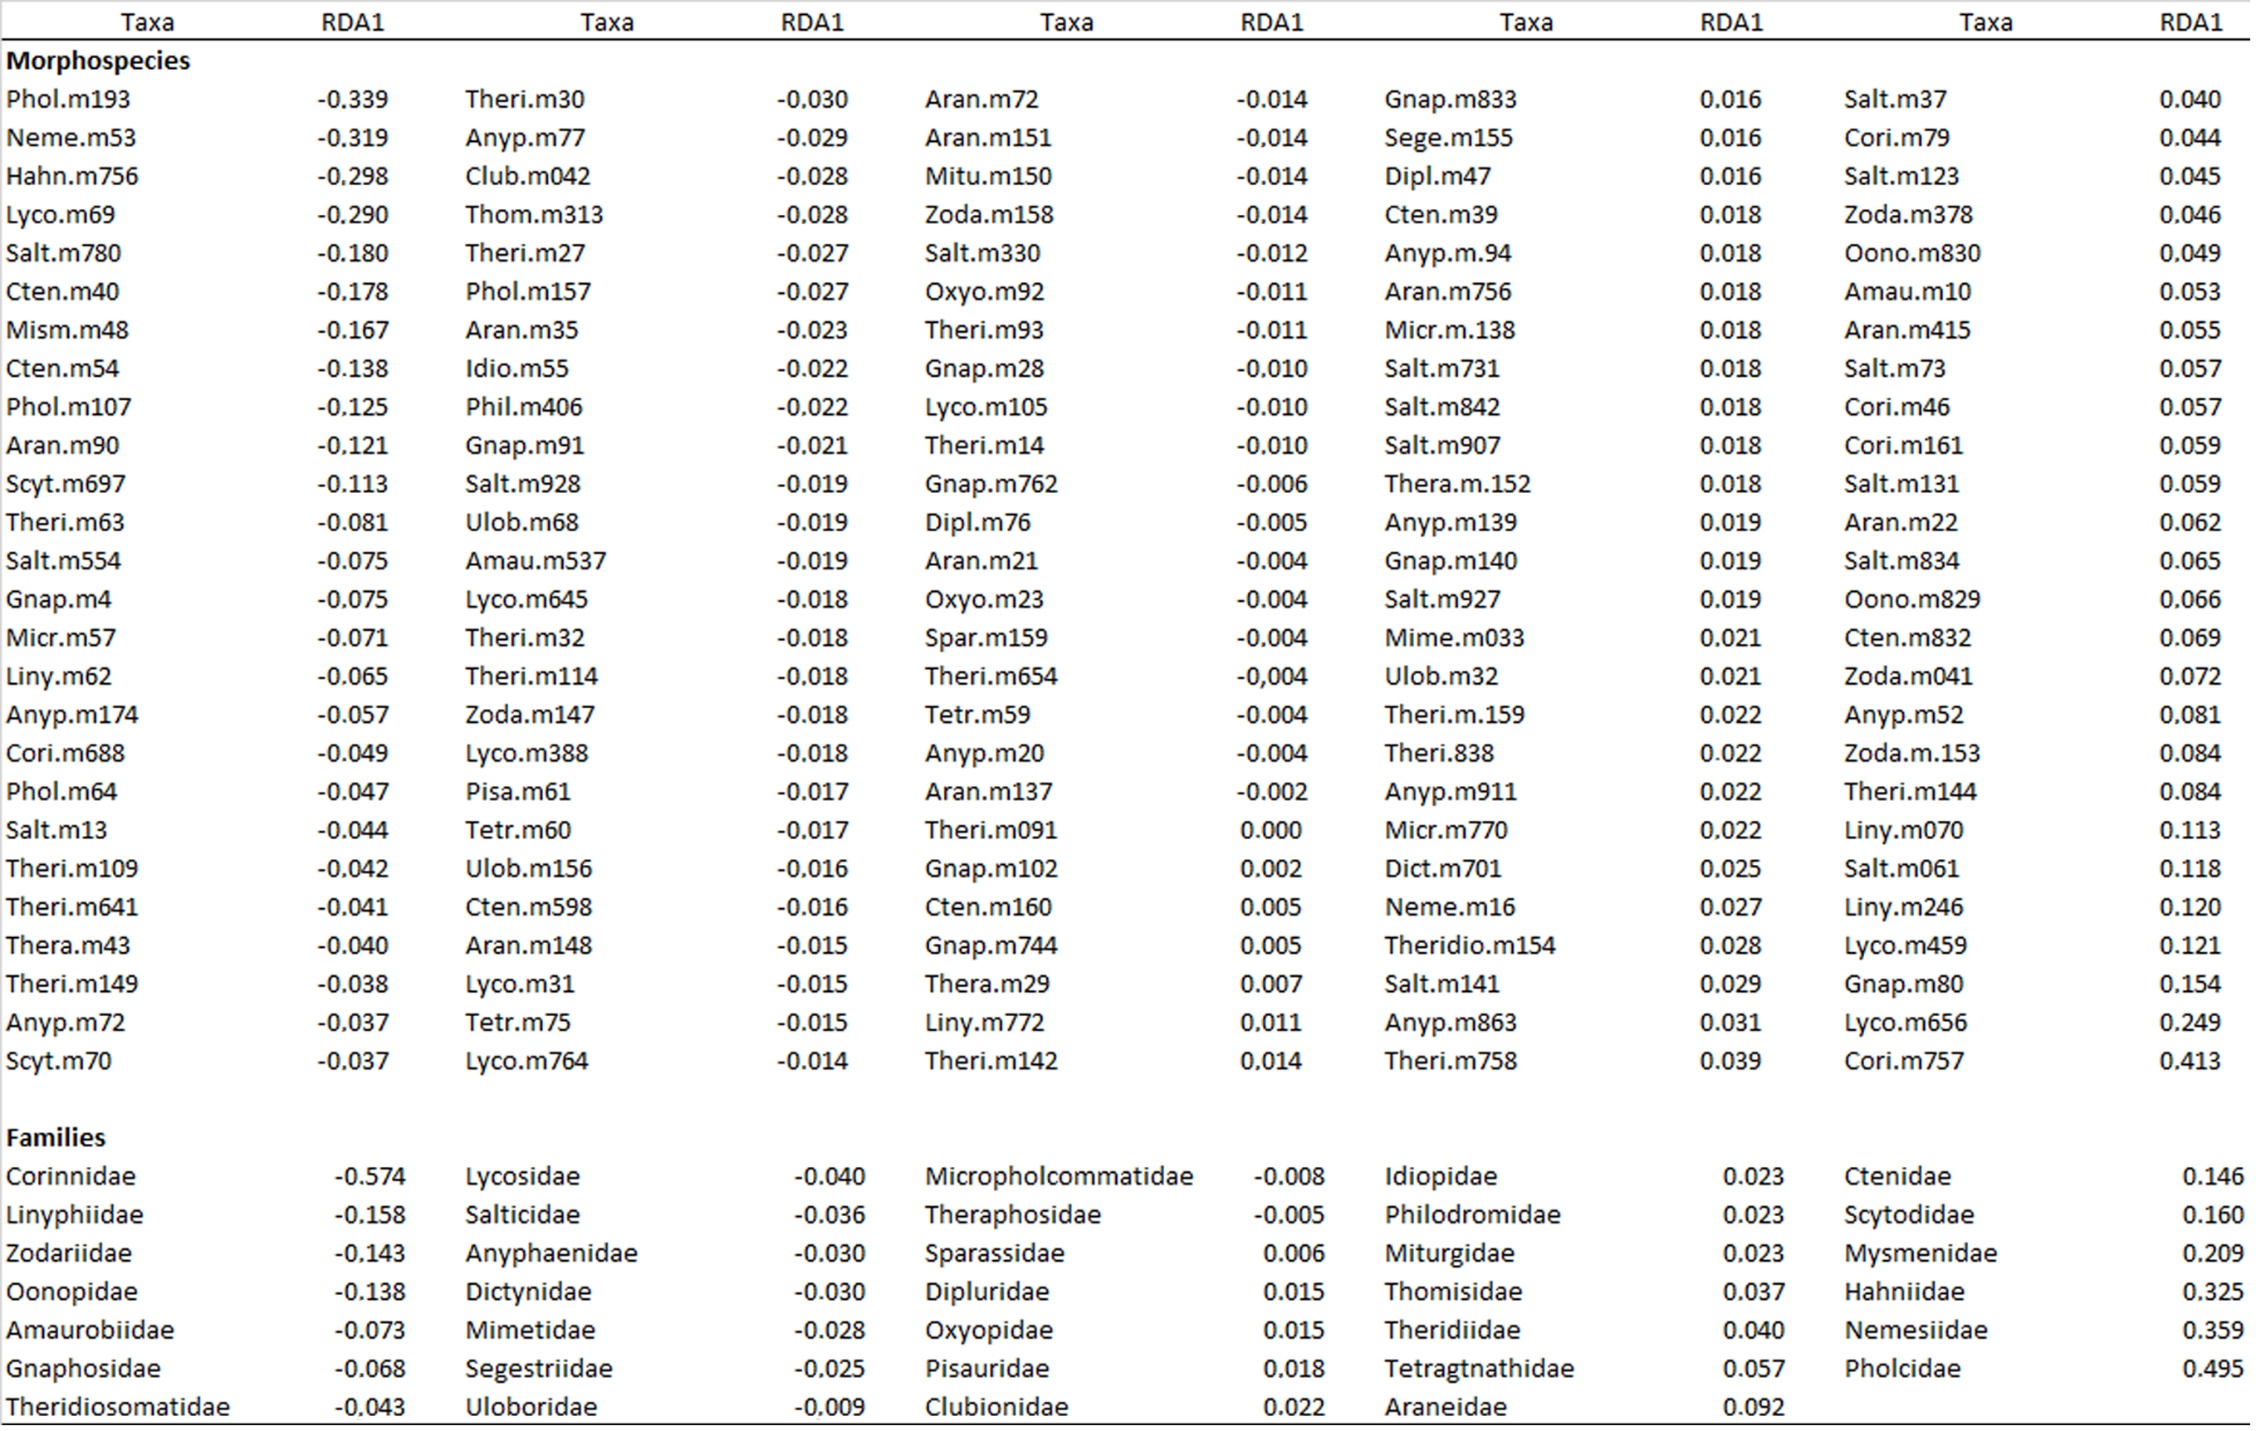 Taxa RDA1 Taxa RDA1 Taxa RDA1 Taxa RDA1 Taxa RDA1
Morphospecies
Phol.m193 -0.339 Theri.m30 -0.030 Aran.m72 -0.014 Gnap.m833 0.016 Salt.m37 0.040
Neme.m53 -0.319 Anyp.m77 -0.029 Aran.m151 -0,014 Sege.m155 0.016 Cori.m79 0.044
Hahn.m756 -0.298 Club.m042 -0.028 Mitu.m150 -0.014 Dipl.m47 0.016 Salt.m123 0.045
Lyco.m69 -0.290 Thom.m313 -0.028 Zoda.m158 -0.014 Cten.m39 0.018 Zoda.m378 0.046
Salt.m780 -0.180 Theri.m27 -0.027 Salt.m330 -0.012 Anyp.m.94 0.018 Oono.m830 0.049
Cten.m40 -0.178 Phol.m157 -0.027 Oxyo.m92 -0.011 Aran.m756 0.018 Amau.m10 0.053
Mism.m48 -0.167 Aran.m35 -0.023 Theri.m93 -0.011 Micr.m.138 0.018 Aran.m415 0.055
Cten.m54 -0.138 Idio.m55 -0.022 Gnap.m28 -0.010 Salt.m731 0.018 Salt.m73 0.057
Phol.m107 -0.125 Phil.m406 -0.022 Lyco.m105 -0.010 Salt.m842 0.018 Cori.m46 0.057
Aran.m90 -0.121 Gnap.m91 -0.021 Theri.m14 -0.010 Salt.m907 0.018 Cori.m161 0.059
Scyt.m697 -0.113 Salt.m928 -0.019 Gnap.m762 -0.006 Thera.m.152 0.018 Salt.m131 0.059
Theri.m63 -0.081 Ulob.m68 -0.019 Dipl.m76 -0.005 Anyp.m139 0.019 Aran.m22 0.062
Salt.m554 -0.075 Amau.m537 -0.019 Aran.m21 -0.004 Gnap.m140 0.019 Salt.m834 0.065
Gnap.m4 -0.075 Lyco.m645 -0.018 Oxyo.m23 -0.004 Salt.m927 0.019 Oono.m829 0.066
Micr.m57 -0.071 Theri.m32 -0.018 Spar.m159 -0.004 Mime.m033 0.021 Cten.m832 0.069
Liny.m62 -0.065 Theri.m114 -0.018 Theri.m654 -0,004 Ulob.m32 0.021 Zoda.m041 0.072
Anyp.m174 -0.057 Zoda.m147 -0.018 Tetr.m59 -0.004 Theri.m.159 0.022 Anyp.m52 0.081
Cori.m688 -0.049 Lyco.m388 -0.018 Anyp.m20 -0.004 Theri.838 0.022 Zoda.m.153 0.084
Phol.m64 -0.047 Pisa.m61 -0.017 Aran.m137 -0.002 Anyp.m911 0.022 Theri.m144 0.084
Salt.m13 -0.044 Tetr.m60 -0.017 Theri.m091 0.000 Micr.m770 0.022 Liny.m070 0.113
Theri.m109 -0.042 Ulob.m156 -0.016 Gnap.m102 0.002 Dict.m701 0.025 Salt.m061 0.118
Theri.m641 -0.041 Cten.m598 -0.016 Cten.m160 0.005 Neme.m16 0.027 Liny.m246 0.120
Thera.m43 -0.040 Aran.m148 -0.015 Gnap.m744 0.005 Theridio.m154 0.028 Lyco.m459 0.121
Theri.m149 -0.038 Lyco.m31 -0.015 Thera.m29 0.007 Salt.m141 0.029 Gnap.m80 0.154
Anyp.m72 -0.037 Tetr.m75 -0.015 Liny.m772 0.011 Anyp.m863 0.031 Lyco.m656 0.249
Scyt.m70 -0.037 Lyco.m764 -0.014 Theri.m142 0.014 Theri.m758 0.039 Cori.m757 0.413
Families
Corinnidae -0.574 Lycosidae -0.040 Micropholcommatidae -0.008 Idiopidae 0.023 Ctenidae 0.146
Linyphiidae -0.158 Salticidae -0.036 Theraphosidae -0.005 Philodromidae 0.023 Scytodidae 0.160
Zodariidae -0.143 Anyphaenidae -0.030 Sparassidae 0.006 Miturgidae 0.023 Mysmenidae 0.209
Oonopidae -0.138 Dictynidae -0.030 Dipluridae 0.015 Thomisidae 0.037 Hahniidae 0.325
Amaurobiidae -0.073 Mimetidae -0.028 Oxyopidae 0.015 Theridiidae 0.040 Nemesiidae 0.359
Gnaphosidae -0.068 Segestriidae -0.025 Pisauridae 0.018 Tetragtnathidae 0.057 Pholcidae 0.495
Theridiosomatidae -0.043 Uloboridae -0.009 Clubionidae 0.022 Araneidae 0.092